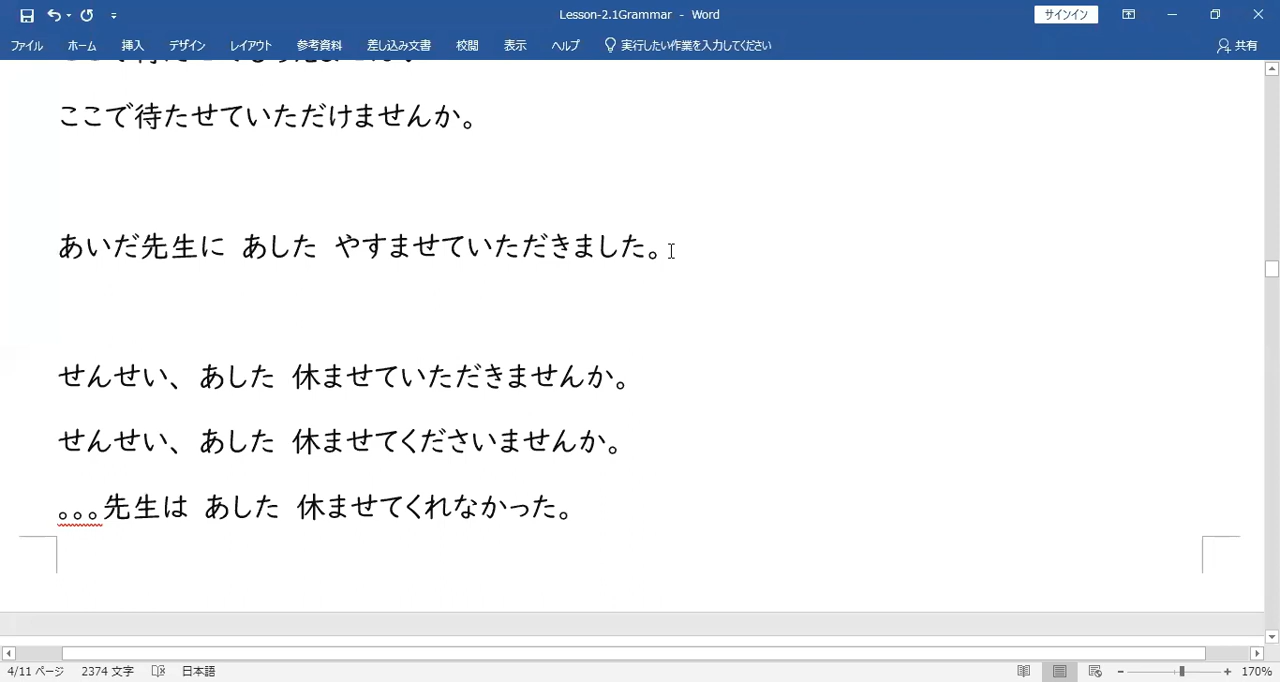 Lesson-2.1Grammar - Word
サインイン
ファイル ホーム 挿入 デザイン レイアウト 参考資料 差し込み文書 校閲 表示 ヘルプ 実行したい作業を入力してください 共有
ここで待たせていただけませんか。
あいだ先生に あした やすませていただきました。
せんせい、あした 休ませていただきませんか。
せんせい、あした 休ませてくださいませんか。
。。。先生は あした 休ませてくれなかった。
4/11 ページ 2374 文字 日本語 170%